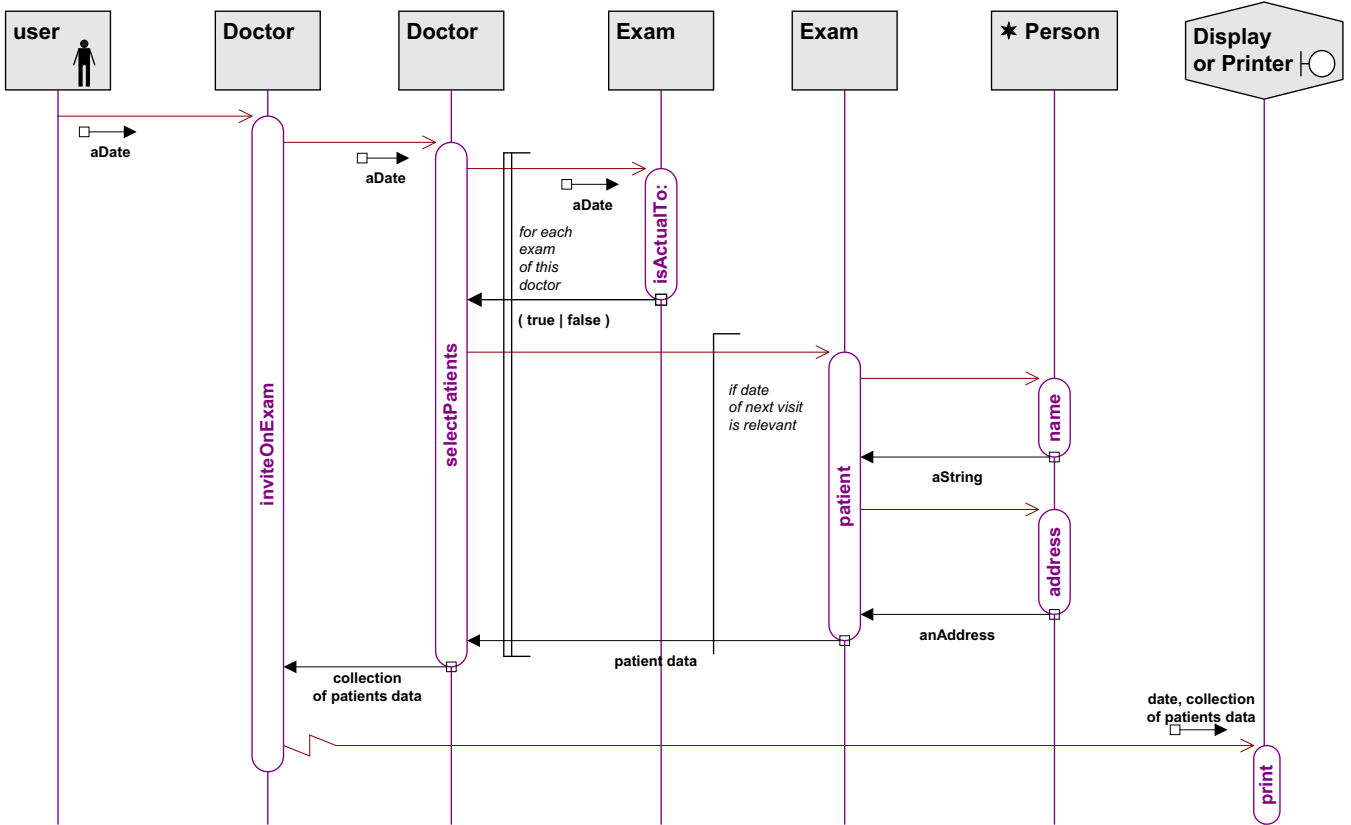 user
Doctor
Doctor
Exam
Exam
✶ Person
Display
or Printer
aDate
aDate
aDate
isActualTo:
for each
exam
of this
doctor
( true | false )
inviteOnExam
selectPatients
if date
of next visit
is relevant
patient
name
aString
address
anAddress
patient data
collection
of patients data
date, collection
of patients data
print